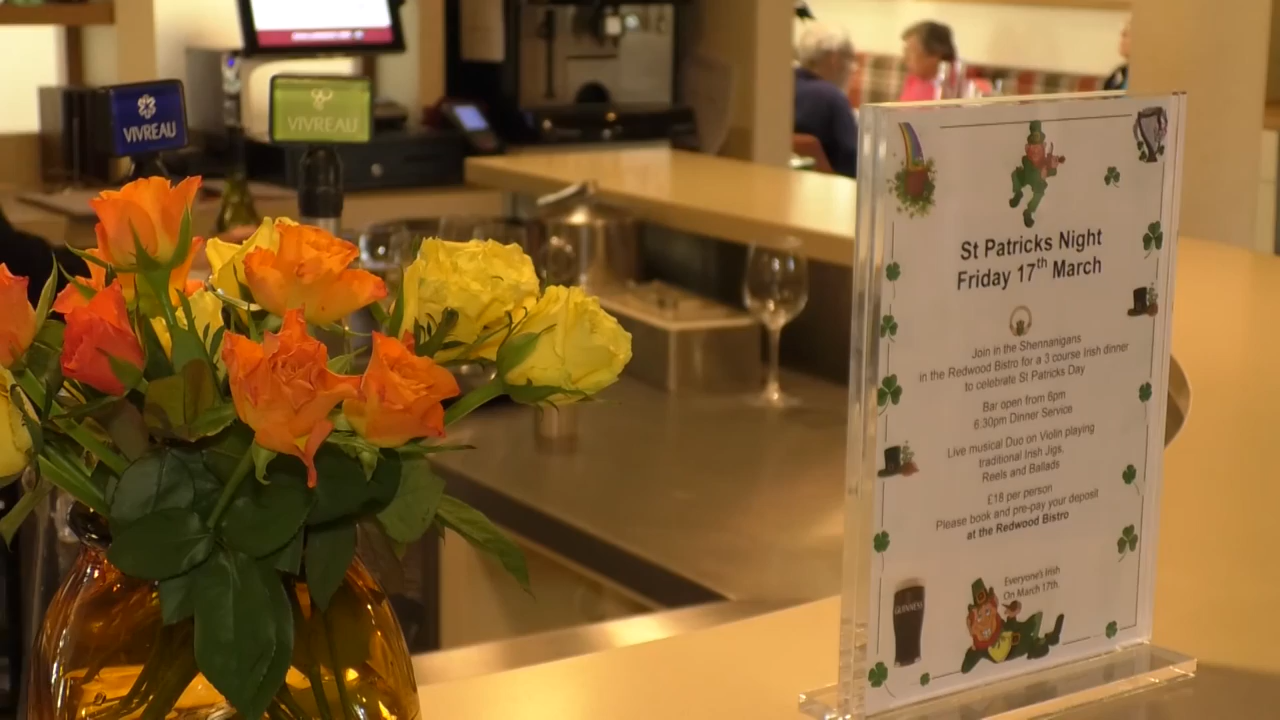 VIVREAU
VIVREAU
St Patricks Night
Friday 17th March
Join in the Shennanigans
in the Redwood Bistro for a 3 course Irish dinner
to celebrate St Patricks Day
Bar open from 6pm
6:30pm Dinner Service
Live musical Duo on Violin playing
traditional Irish Jigs,
Reels and Ballads
£18 per person
Please book and pre-pay your deposit
at the Redwood Bistro
Everyone's Irish
On March 17th.
GUINNESS